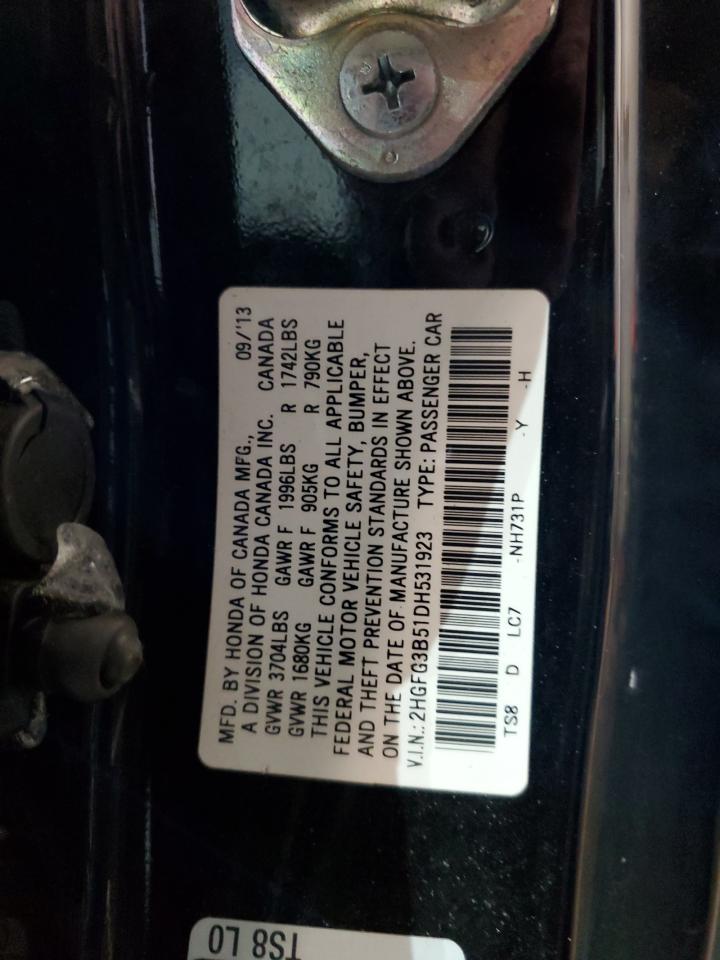 MFD. BY HONDA OF CANADA MFG., 09/'13
A DIVISION OF HONDA CANADA INC. CANADA
GVWR 3704LBS GAWR F 1996LBS R 1742LBS
GVWR 1680KG GAWR F 905KG R 790KG
THIS VEHICLE CONFORMS TO ALL APPLICABLE
FEDERAL MOTOR VEHICLE SAFETY, BUMPER,
AND THEFT PREVENTION STANDARDS IN EFFECT
ON THE DATE OF MANUFACTURE SHOWN ABOVE.
V.I.N.: 2HGFG3B51DH531923 TYPE: PASSENGER CAR
TS8 D LC7 -NH731P -Y -H
TS8 L0